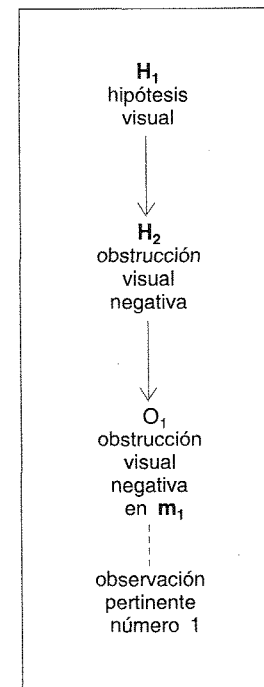 H₁
hipótesis
visual
H₂
obstrucción
visual
negativa
O₁
obstrucción
visual
negativa
en m₁
observación
pertinente
número 1